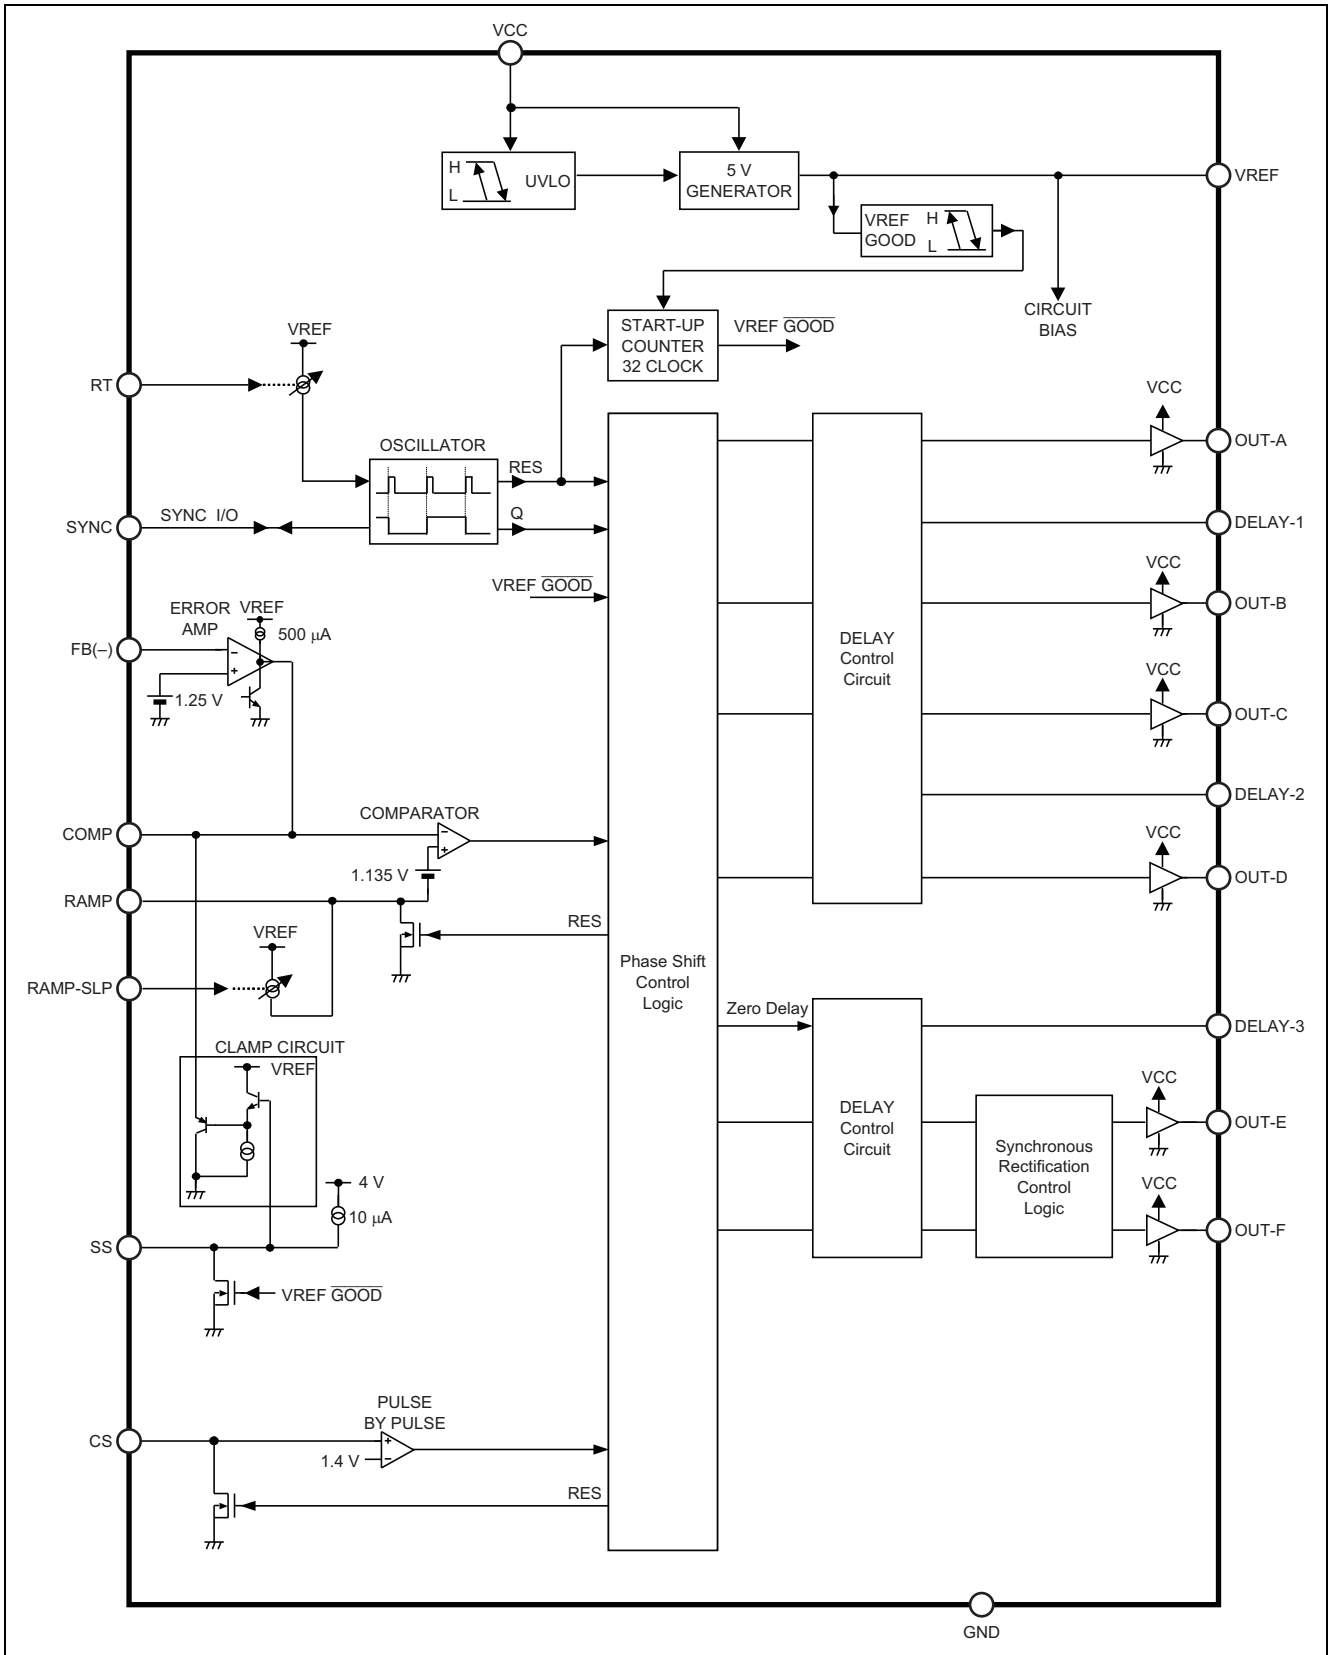 VCC
H
L
UVLO
5 V
GENERATOR
VREF
VREF
GOOD
H
L
CIRCUIT
BIAS
START-UP
COUNTER
32 CLOCK
VREF GOOD
VREF
RT
OSCILLATOR
RES
Q
SYNC
SYNC I/O
VREF GOOD
ERROR
AMP
VREF
500 μA
FB(–)
1.25 V
COMP
COMPARATOR
1.135 V
RAMP
RES
VREF
RAMP-SLP
CLAMP CIRCUIT
VREF
4 V
10 μA
SS
VREF GOOD
PULSE
BY PULSE
CS
1.4 V
RES
Phase Shift
Control
Logic
DELAY
Control
Circuit
VCC
OUT-A
DELAY-1
VCC
OUT-B
VCC
OUT-C
DELAY-2
VCC
OUT-D
Zero Delay
DELAY
Control
Circuit
DELAY-3
Synchronous
Rectification
Control
Logic
VCC
OUT-E
VCC
OUT-F
GND